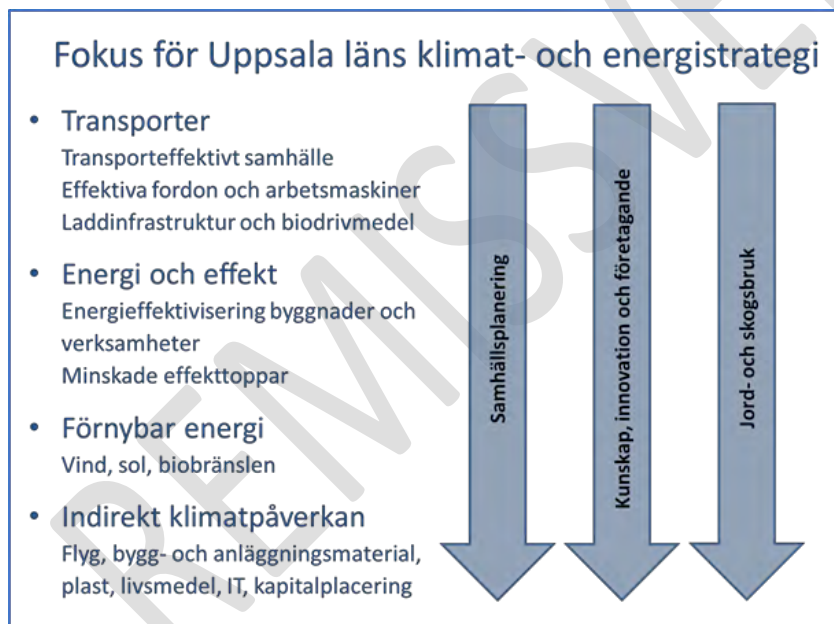 Fokus för Uppsala läns klimat- och energistrategi
• Transporter
Transporteffektivt samhälle
Effektiva fordon och arbetsmaskiner
Laddinfrastruktur och biodrivmedel
• Energi och effekt
Energieffektivisering byggnader och
verksamheter
Minskade effekttoppar
• Förnybar energi
Vind, sol, biobränslen
• Indirekt klimatpåverkan
Flyg, bygg- och anläggningsmaterial,
plast, livsmedel, IT, kapitalplacering
Samhällsplanering
Kunskap, innovation och företagande
Jord- och skogsbruk
REMISSVE